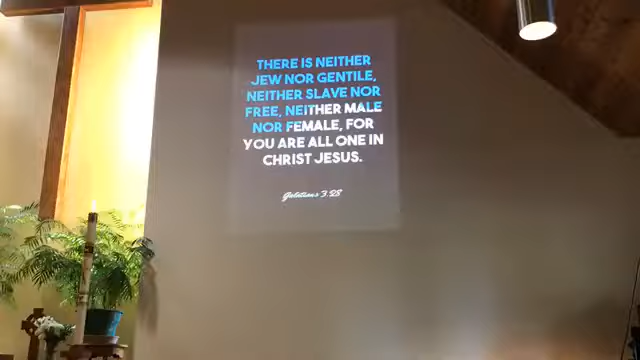 THERE IS NEITHER
JEW NOR GENTILE,
NEITHER SLAVE NOR
FREE, NEITHER MALE
NOR FEMALE, FOR
YOU ARE ALL ONE IN
CHRIST JESUS.
Galatians 3:28